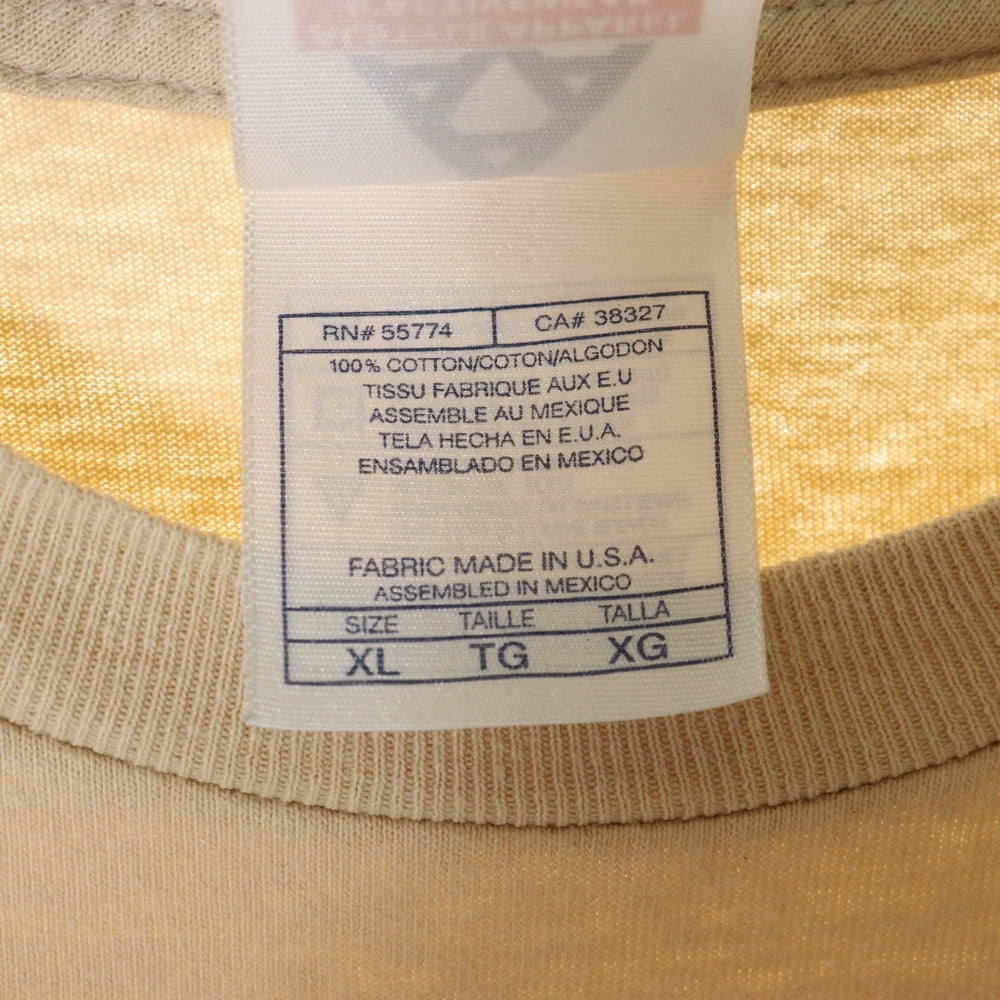 RN# 55774 CA# 38327
100% COTTON/COTON/ALGODON
TISSU FABRIQUE AUX E.U
ASSEMBLE AU MEXIQUE
TELA HECHA EN E.U.A.
ENSAMBLADO EN MEXICO
FABRIC MADE IN U.S.A.
ASSEMBLED IN MEXICO
SIZE TAILLE TALLA
XL TG XG